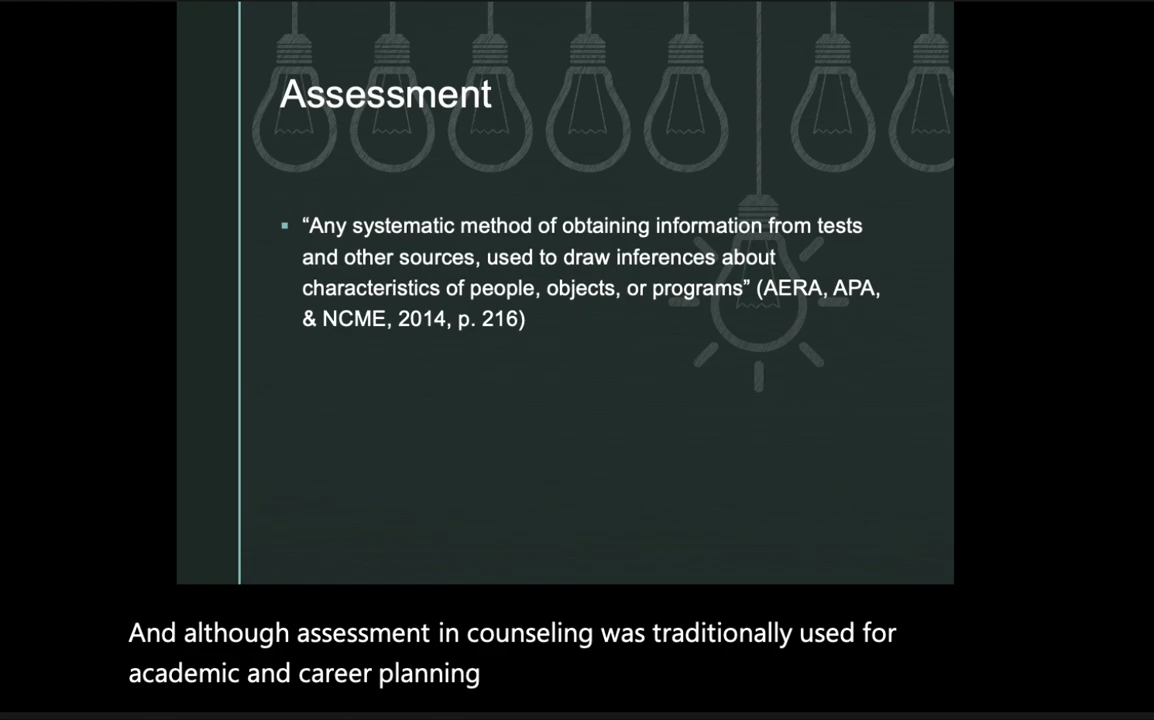 Assessment
▪ “Any systematic method of obtaining information from tests
and other sources, used to draw inferences about
characteristics of people, objects, or programs” (AERA, APA,
& NCME, 2014, p. 216)
And although assessment in counseling was traditionally used for
academic and career planning